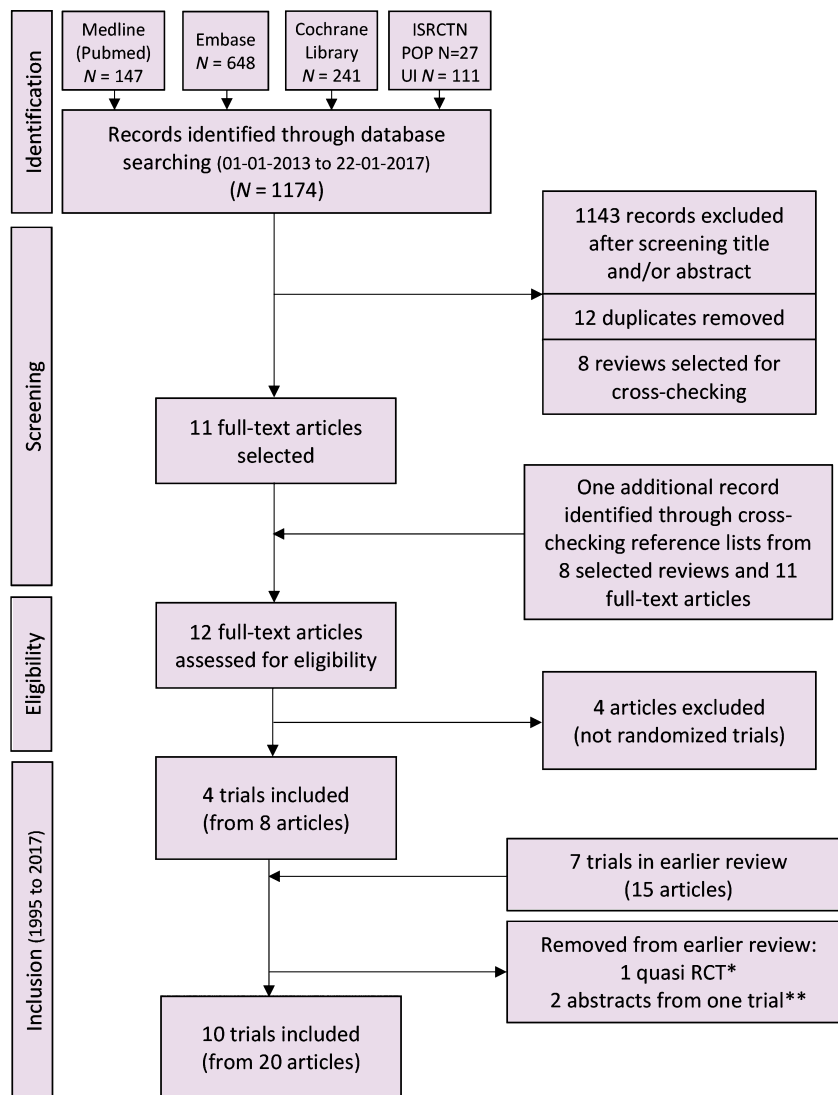 Identification
Medline
(Pubmed)
N = 147
Embase
N = 648
Cochrane
Library
N = 241
ISRCTN
POP N=27
UI N = 111
Records identified through database
searching (01-01-2013 to 22-01-2017)
(N = 1174)
Screening
1143 records excluded
after screening title
and/or abstract
12 duplicates removed
8 reviews selected for
cross-checking
11 full-text articles
selected
One additional record
identified through cross-
checking reference lists from
8 selected reviews and 11
full-text articles
Eligibility
12 full-text articles
assessed for eligibility
4 articles excluded
(not randomized trials)
Inclusion (1995 to 2017)
4 trials included
(from 8 articles)
7 trials in earlier review
(15 articles)
Removed from earlier review:
1 quasi RCT*
2 abstracts from one trial**
10 trials included
(from 20 articles)